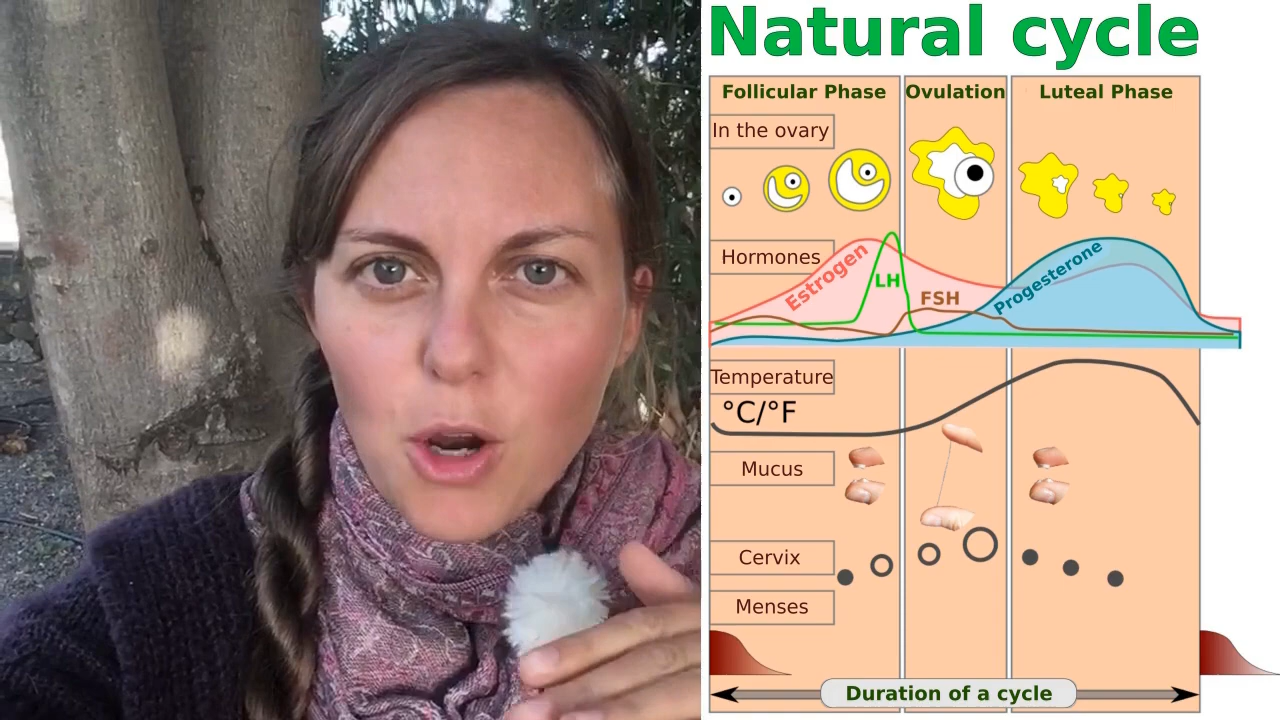 Natural cycle
Follicular Phase
Ovulation
Luteal Phase
In the ovary
Hormones
Estrogen
LH
FSH
Progesterone
Temperature
°C/°F
Mucus
Cervix
Menses
Duration of a cycle